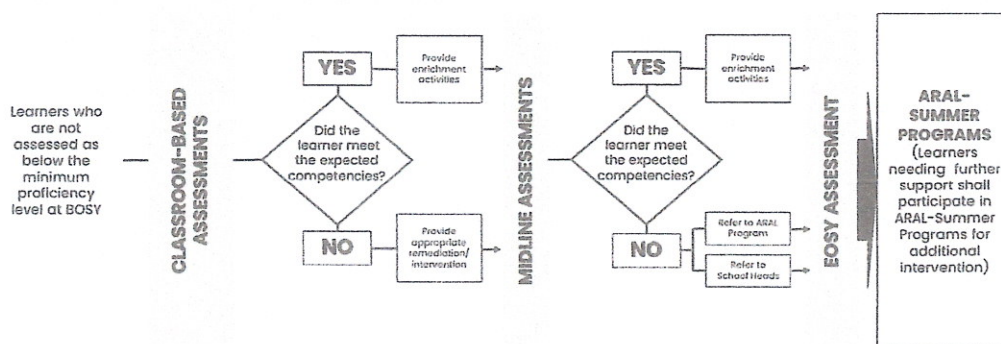 Learners who
are not
assessed as
below the
minimum
proficiency
level at BOSY
CLASSROOM-BASED
ASSESSMENTS
YES
Provide
enrichment
activities
Did the
learner meet
the expected
competencies?
NO
Provide
appropriate
remediation/
intervention
MIDLINE ASSESSMENTS
YES
Provide
enrichment
activities
Did the
learner meet
the expected
competencies?
NO
Refer to ARAL
Program
Refer to
School Heads
EOSY ASSESSMENT
ARAL-
SUMMER
PROGRAMS
(Learners
needing further
support shall
participate in
ARAL-Summer
Programs for
additional
intervention)